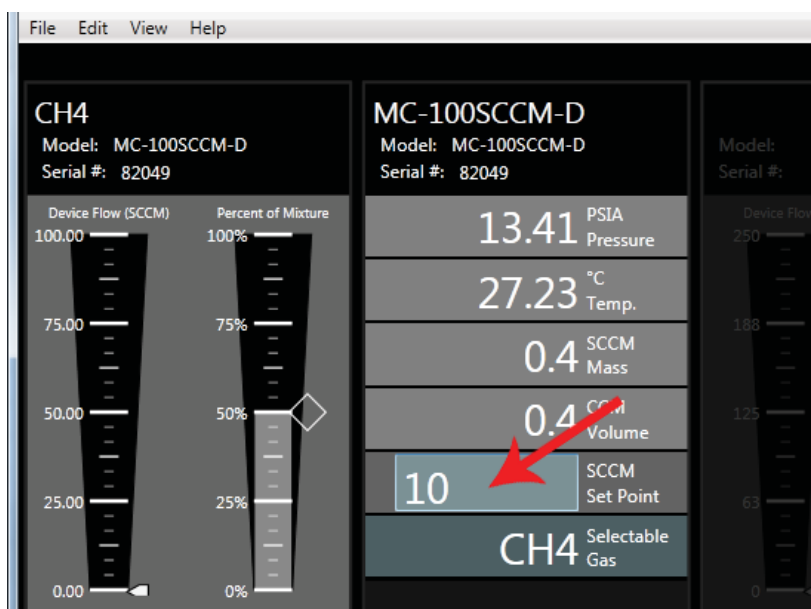 File Edit View Help
CH4
Model: MC-100SCCM-D
Serial #: 82049
Device Flow (SCCM) Percent of Mixture
100.00 100%
75.00 75%
50.00 50%
25.00 25%
0.00 0%
MC-100SCCM-D
Model: MC-100SCCM-D
Serial #: 82049
13.41 PSIA
Pressure
27.23 °C
Temp.
0.4 SCCM
Mass
0.4 CCM
Volume
10 SCCM
Set Point
CH4 Selectable
Gas
Model:
Serial #:
Device Flow
250
188
125
63
0